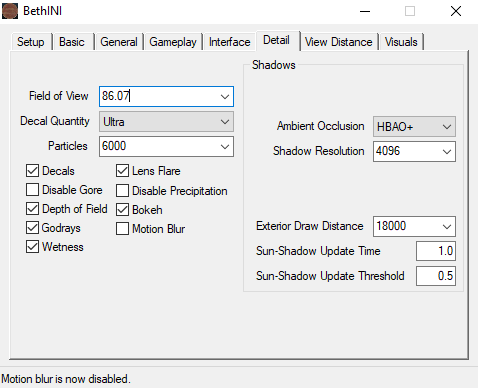 BethINI
Setup Basic General Gameplay Interface Detail View Distance Visuals
Field of View 86.07
Decal Quantity Ultra
Particles 6000
Decals Lens Flare
Disable Gore Disable Precipitation
Depth of Field Bokeh
Godrays Motion Blur
Wetness
Shadows
Ambient Occlusion HBAO+
Shadow Resolution 4096
Exterior Draw Distance 18000
Sun-Shadow Update Time 1.0
Sun-Shadow Update Threshold 0.5
Motion blur is now disabled.